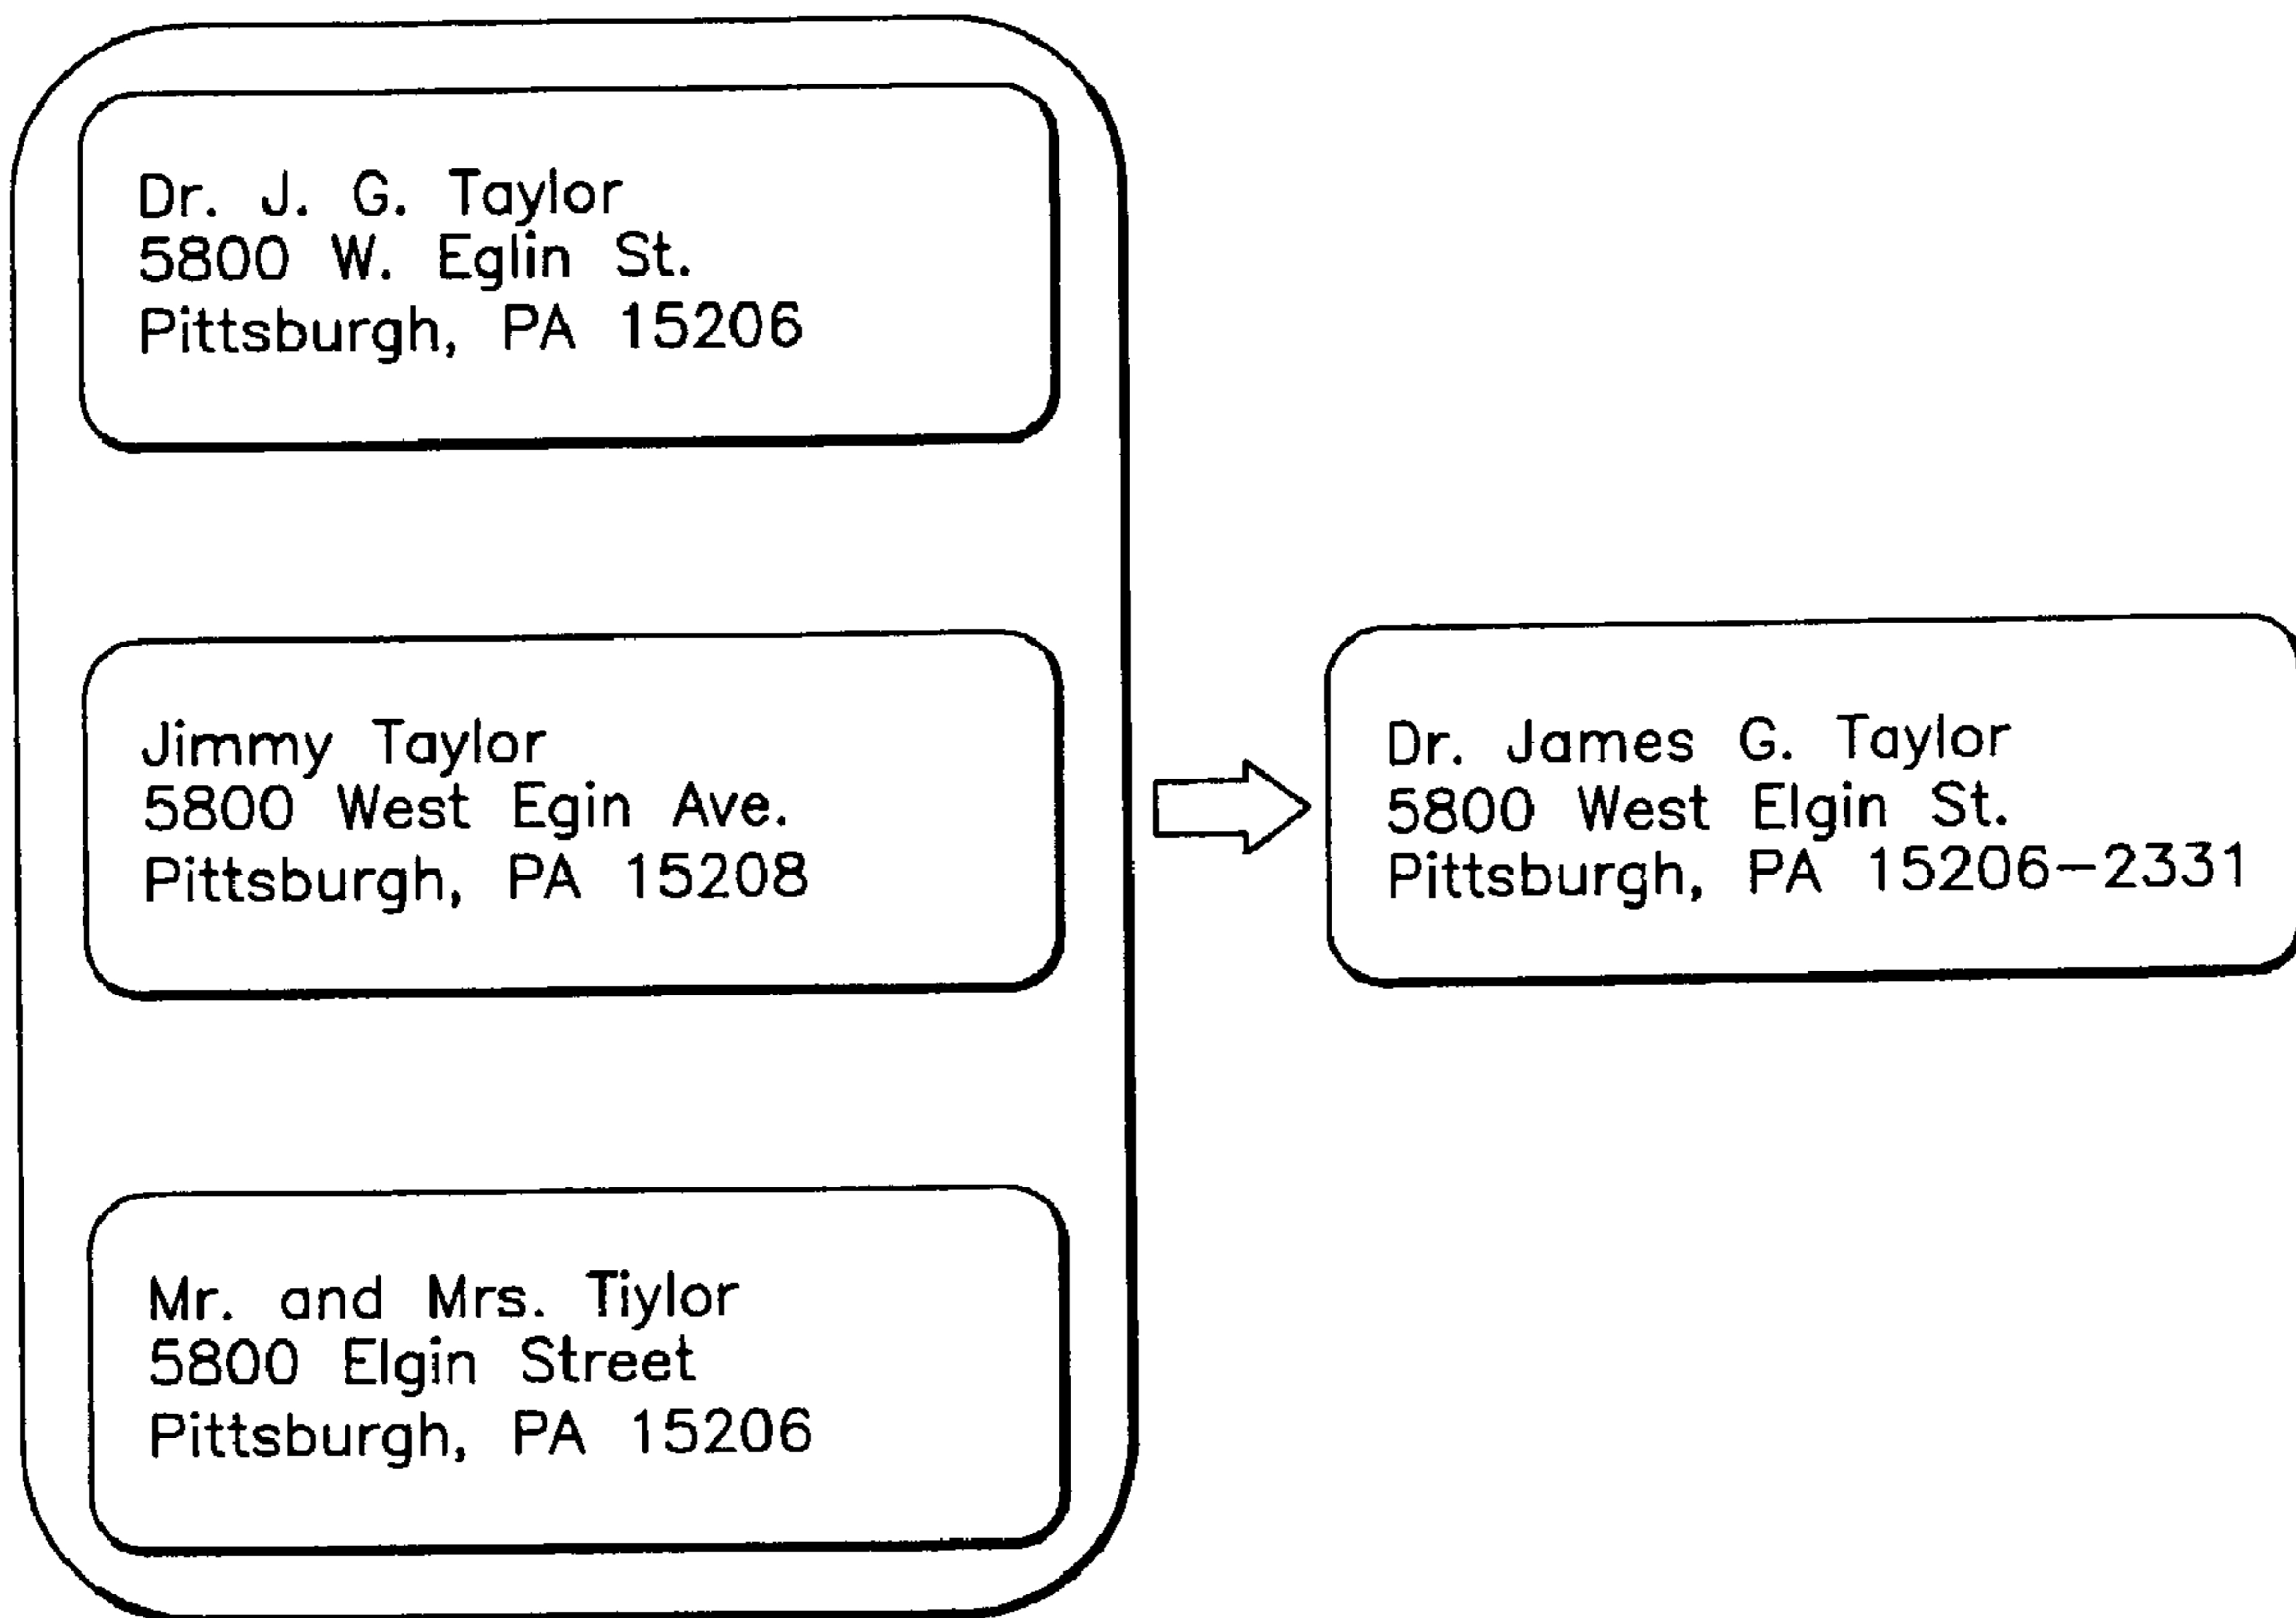 Dr. J. G. Taylor
5800 W. Eglin St.
Pittsburgh, PA 15206
Jimmy Taylor
5800 West Egin Ave.
Pittsburgh, PA 15208
Mr. and Mrs. Tiylor
5800 Elgin Street
Pittsburgh, PA 15206
Dr. James G. Taylor
5800 West Elgin St.
Pittsburgh, PA 15206-2331